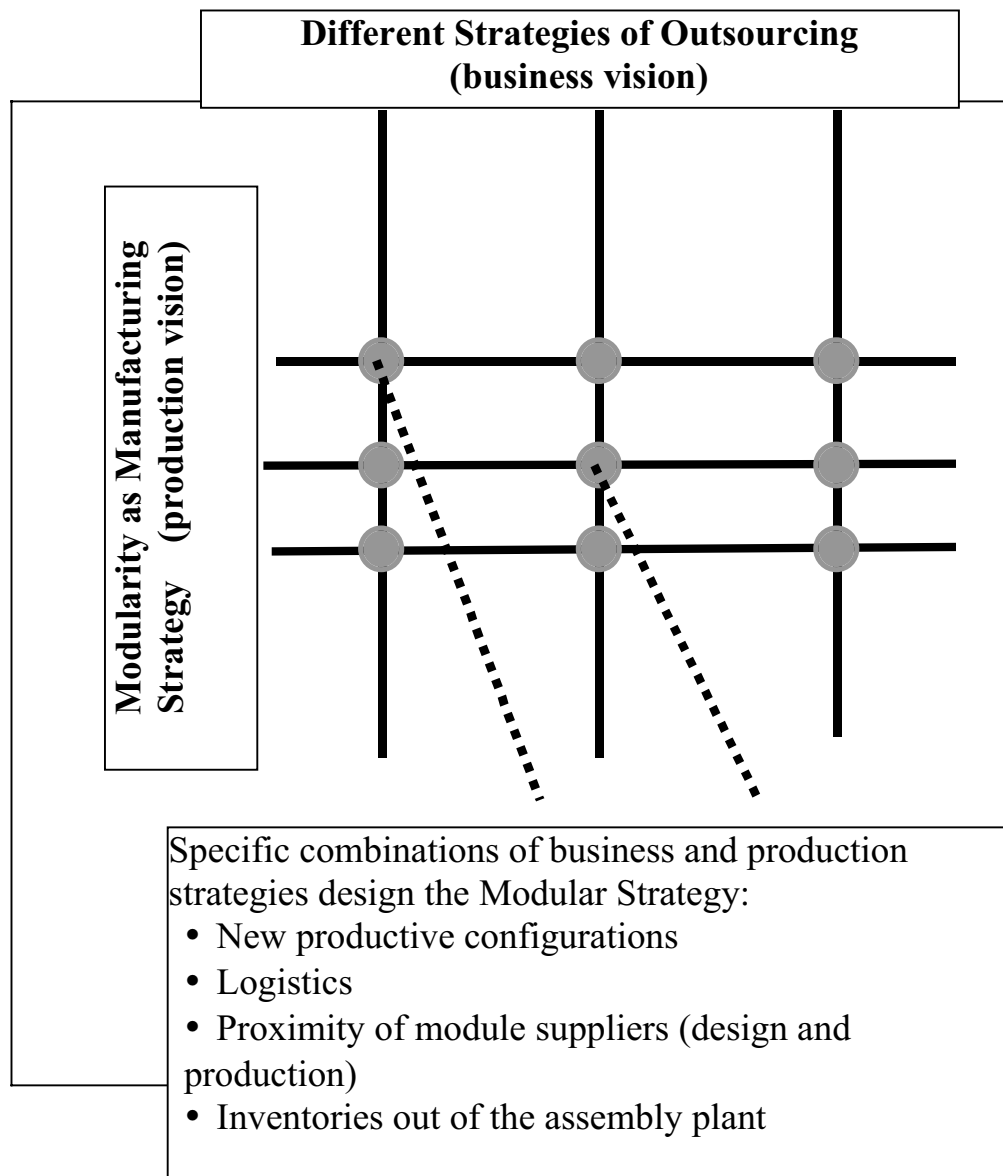 Different Strategies of Outsourcing
(business vision)
Modularity as Manufacturing
Strategy (production vision)
Specific combinations of business and production
strategies design the Modular Strategy:
• New productive configurations
• Logistics
• Proximity of module suppliers (design and
production)
• Inventories out of the assembly plant